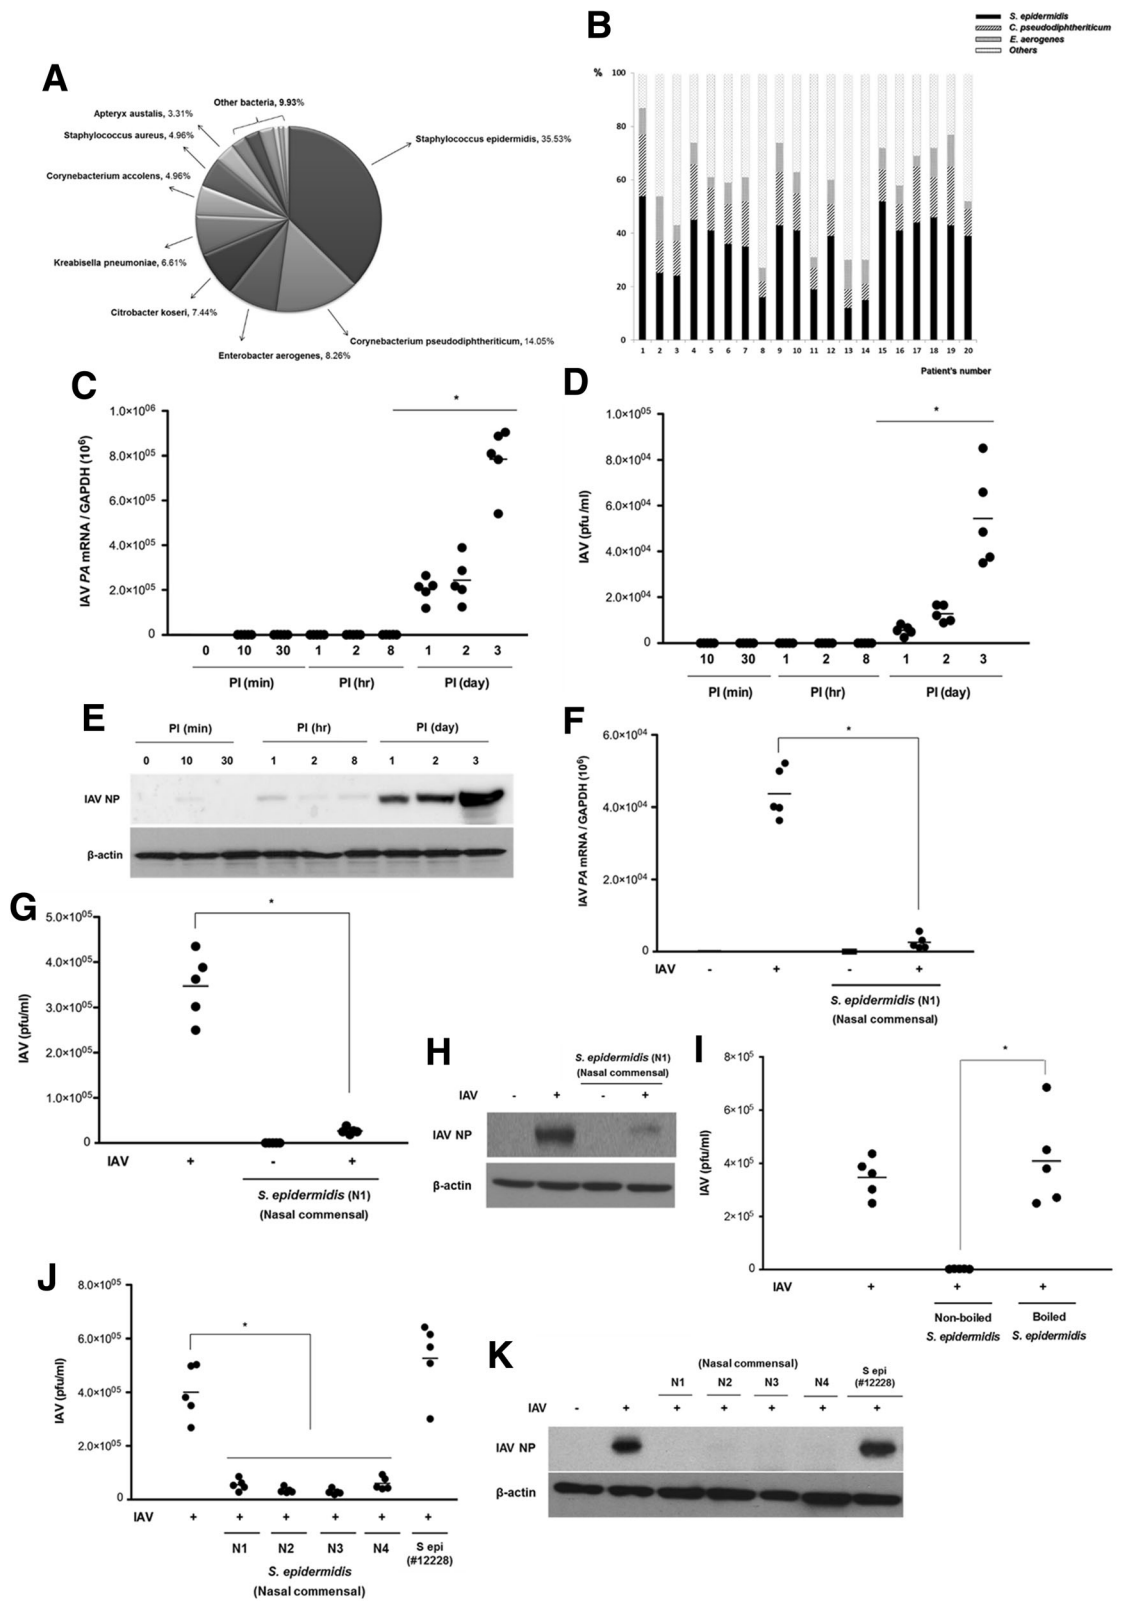 A
Other bacteria, 9.93%
Apteryx austalis, 3.31%
Staphylococcus aureus, 4.96%
Staphylococcus epidermidis, 35.53%
Corynebacterium accolens, 4.96%
Kreabisella pneumoniae, 6.61%
Citrobacter koseri, 7.44%
Enterobacter aerogenes, 8.26%
Corynebacterium pseudodiphtheriticum, 14.05%
B
S. epidermidis
C. pseudodiphtheriticum
E. aerogenes
Others
%
100
80
60
40
20
0
1 2 3 4 5 6 7 8 9 10 11 12 13 14 15 16 17 18 19 20
Patient's number
C
IAV PA mRNA / GAPDH (10⁶)
1.0×10⁰⁶
8.0×10⁰⁵
6.0×10⁰⁵
4.0×10⁰⁵
2.0×10⁰⁵
0
*
0 10 30 1 2 8 1 2 3
PI (min) PI (hr) PI (day)
D
IAV (pfu /ml)
1.0×10⁰⁵
8.0×10⁰⁴
6.0×10⁰⁴
4.0×10⁰⁴
2.0×10⁰⁴
0
*
10 30 1 2 8 1 2 3
PI (min) PI (hr) PI (day)
E
PI (min) PI (hr) PI (day)
0 10 30 1 2 8 1 2 3
IAV NP
β-actin
F
IAV PA mRNA / GAPDH (10⁶)
6.0×10⁰⁴
4.0×10⁰⁴
2.0×10⁰⁴
0
*
IAV - + - +
S. epidermidis (N1)
(Nasal commensal)
G
IAV (pfu/ml)
5.0×10⁰⁵
4.0×10⁰⁵
3.0×10⁰⁵
2.0×10⁰⁵
1.0×10⁰⁵
0
*
IAV + - +
S. epidermidis (N1)
(Nasal commensal)
H
S. epidermidis (N1)
(Nasal commensal)
IAV - + - +
IAV NP
β-actin
I
IAV (pfu/ml)
8×10⁵
6×10⁵
4×10⁵
2×10⁵
0
*
IAV + + +
Non-boiled Boiled
S. epidermidis S. epidermidis
J
IAV (pfu/ml)
8.0×10⁰⁵
6.0×10⁰⁵
4.0×10⁰⁵
2.0×10⁰⁵
0
*
IAV + + + + + +
N1 N2 N3 N4 S epi
(#12228)
S. epidermidis
(Nasal commensal)
K
(Nasal commensal)
N1 N2 N3 N4 S epi
(#12228)
IAV - + + + + + +
IAV NP
β-actin